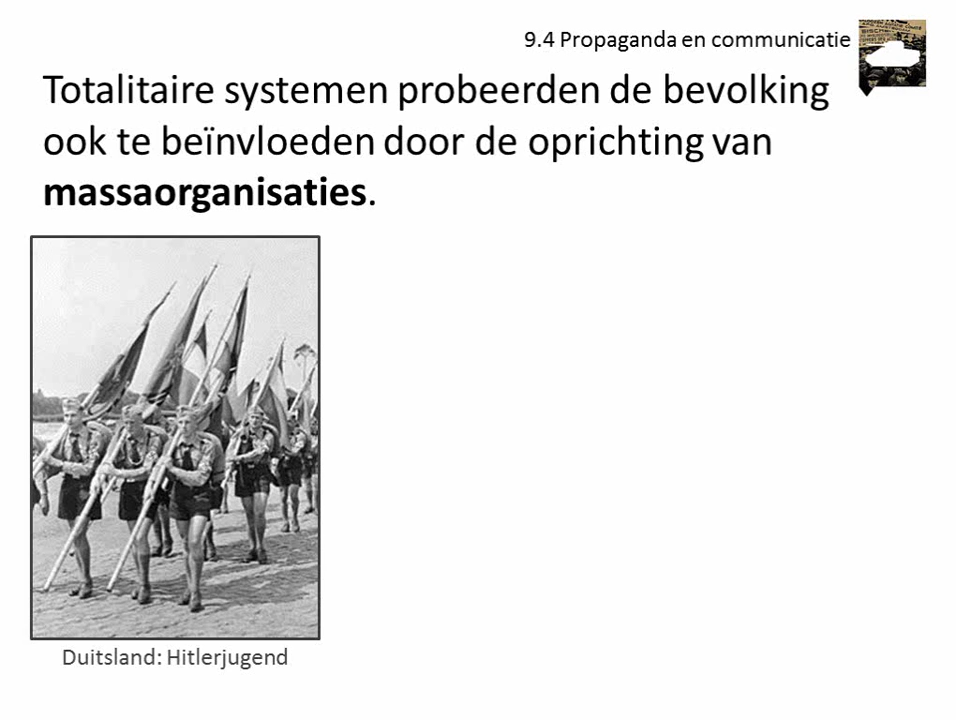 9.4 Propaganda en communicatie
Totalitaire systemen probeerden de bevolking
ook te beïnvloeden door de oprichting van
massaorganisaties.
Duitsland: Hitlerjugend